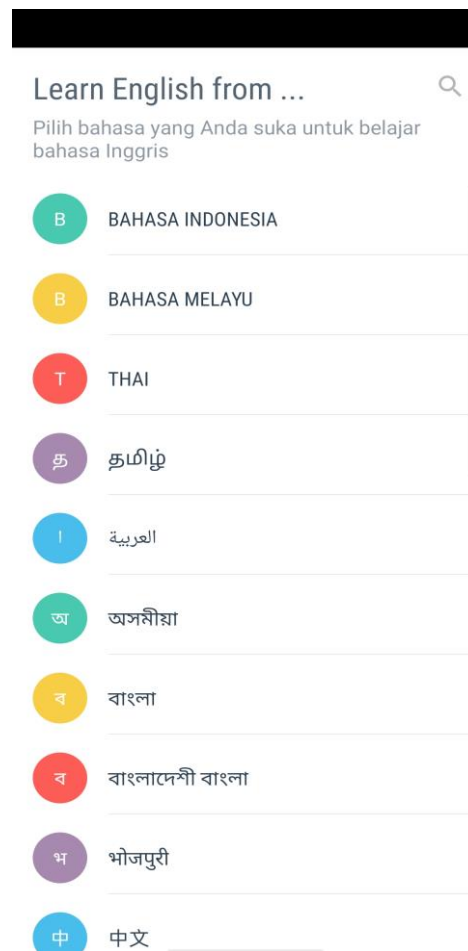 Learn English from ...
Pilih bahasa yang Anda suka untuk belajar
bahasa Inggris
B BAHASA INDONESIA
B BAHASA MELAYU
T THAI
த தமிழ்
ا العربية
অ অসমীয়া
ব বাংলা
ব বাংলাদেশী বাংলা
भ भोजपुरी
中 中文